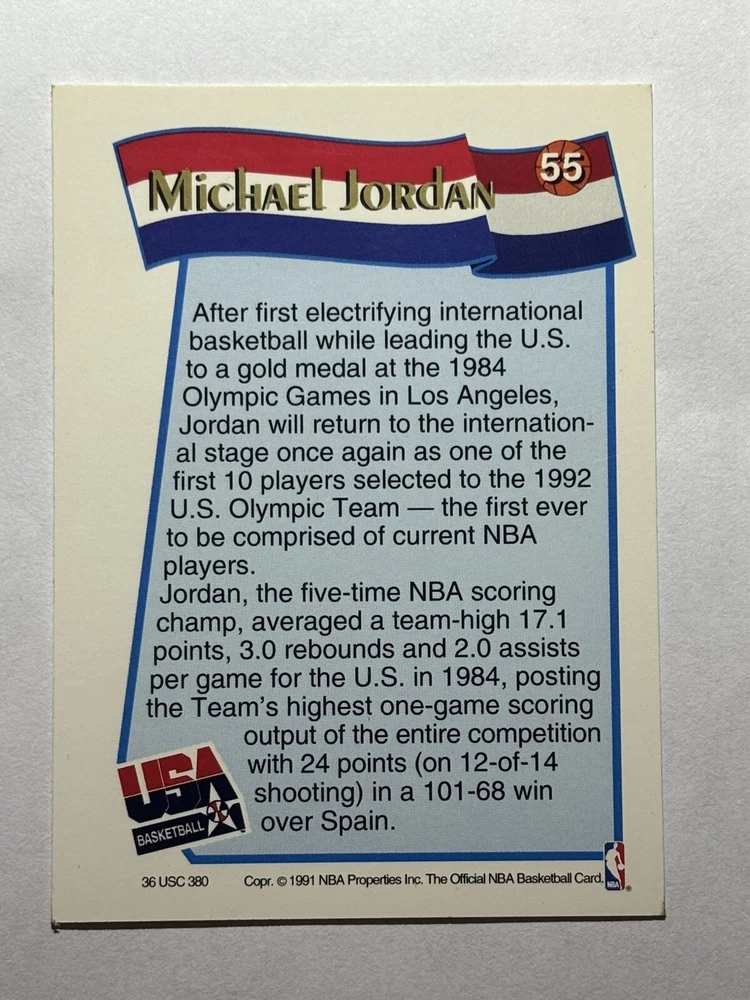 Michael Jordan
55
After first electrifying international
basketball while leading the U.S.
to a gold medal at the 1984
Olympic Games in Los Angeles,
Jordan will return to the internation-
al stage once again as one of the
first 10 players selected to the 1992
U.S. Olympic Team — the first ever
to be comprised of current NBA
players.
Jordan, the five-time NBA scoring
champ, averaged a team-high 17.1
points, 3.0 rebounds and 2.0 assists
per game for the U.S. in 1984, posting
the Team's highest one-game scoring
output of the entire competition
with 24 points (on 12-of-14
shooting) in a 101-68 win
over Spain.
USA
BASKETBALL
36 USC 380
Copr. © 1991 NBA Properties Inc. The Official NBA Basketball Card.
NBA ®